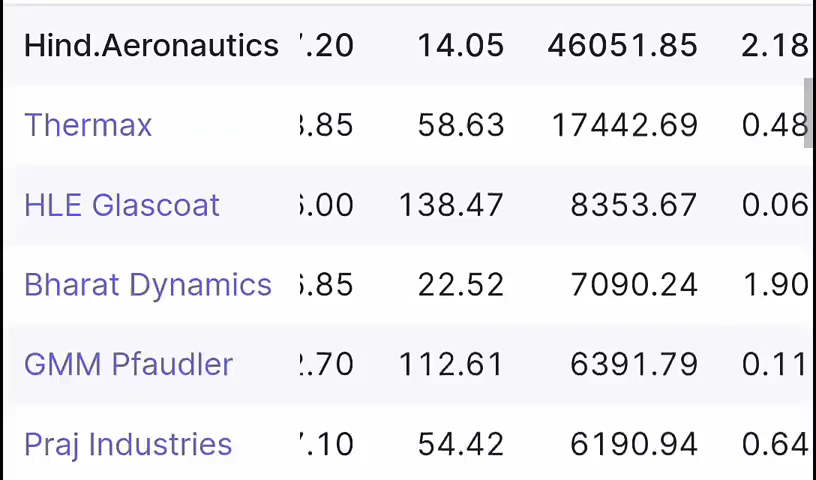 Hind.Aeronautics .20 14.05 46051.85 2.18
Thermax .85 58.63 17442.69 0.48
HLE Glascoat .00 138.47 8353.67 0.06
Bharat Dynamics .85 22.52 7090.24 1.90
GMM Pfaudler .70 112.61 6391.79 0.11
Praj Industries .10 54.42 6190.94 0.64